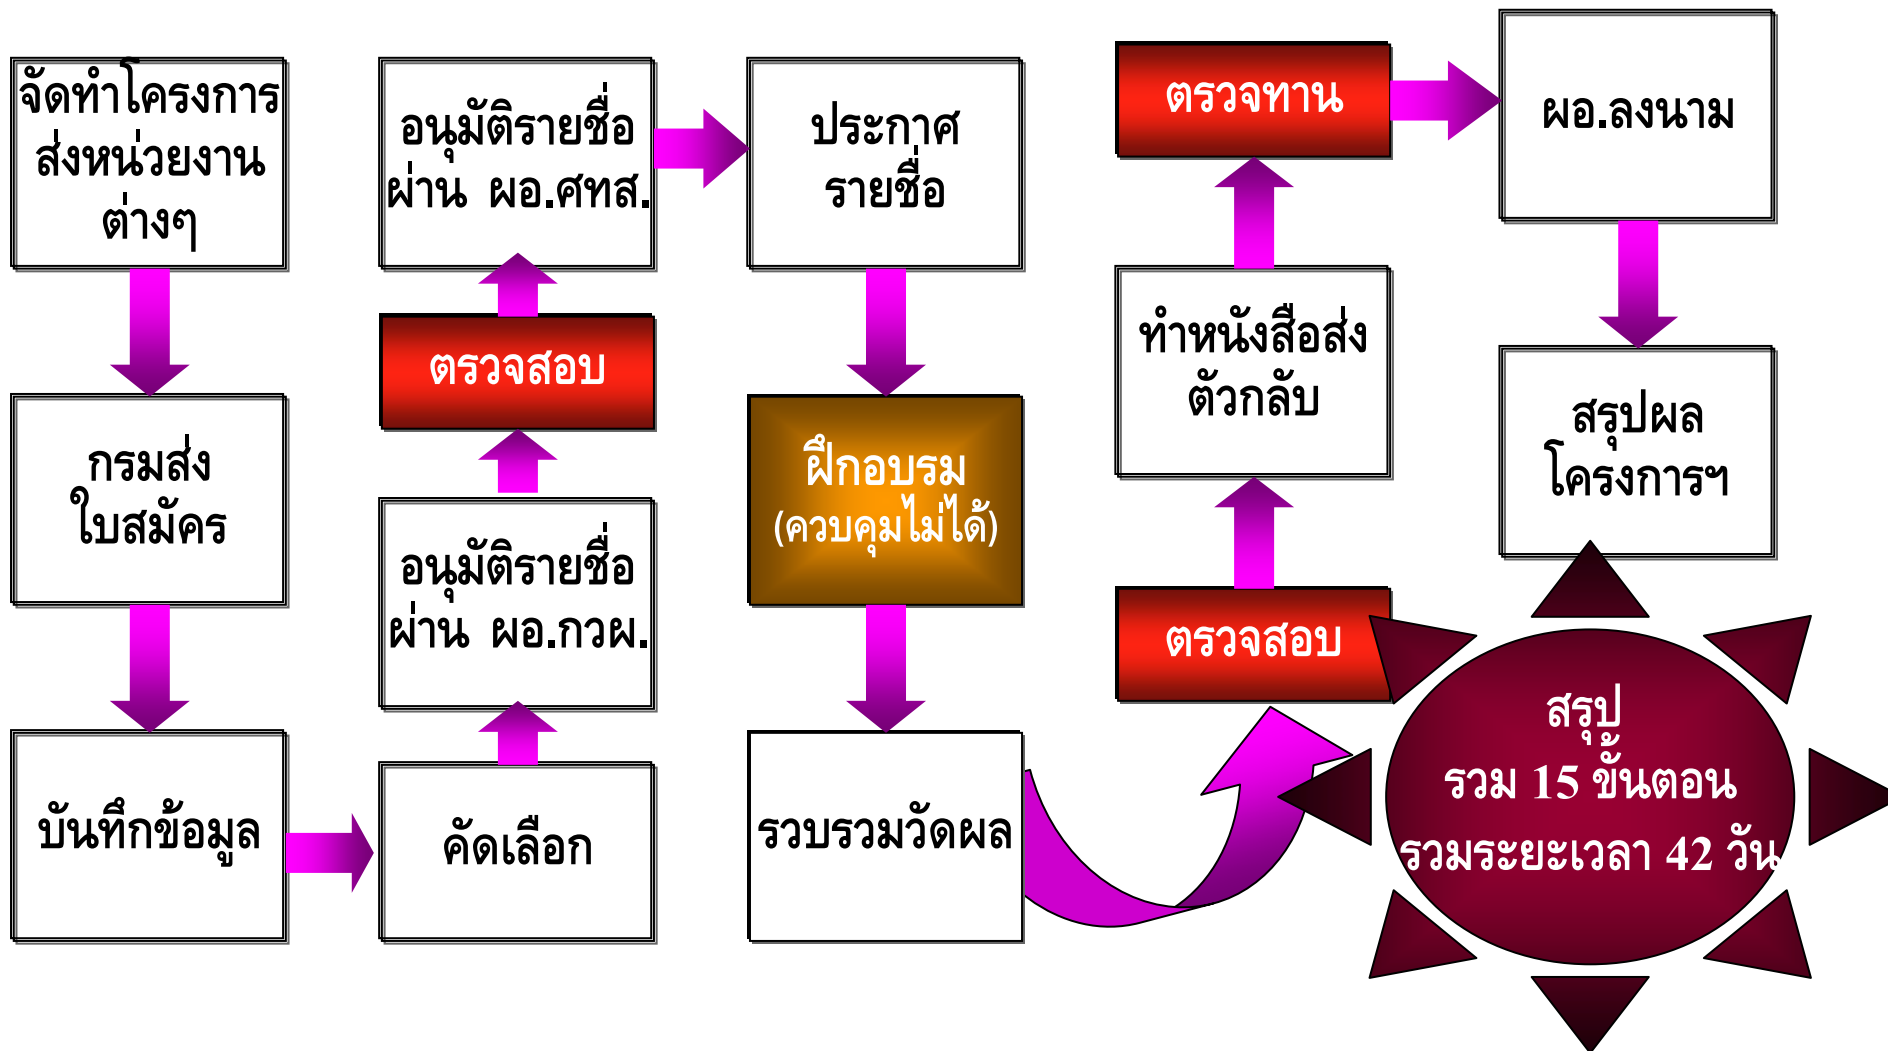 จัดทำโครงการ
ส่งหน่วยงาน
ต่างๆ
กรมส่ง
ใบสมัคร
บันทึกข้อมูล
คัดเลือก
อนุมัติรายชื่อ
ผ่าน ผอ.กวผ.
ตรวจสอบ
อนุมัติรายชื่อ
ผ่าน ผอ.ศทส.
ประกาศ
รายชื่อ
ฝึกอบรม
(ควบคุมไม่ได้)
รวบรวมวัดผล
ตรวจสอบ
ทำหนังสือส่ง
ตัวกลับ
ตรวจทาน
ผอ.ลงนาม
สรุปผล
โครงการฯ
สรุป
รวม 15 ขั้นตอน
รวมระยะเวลา 42 วัน